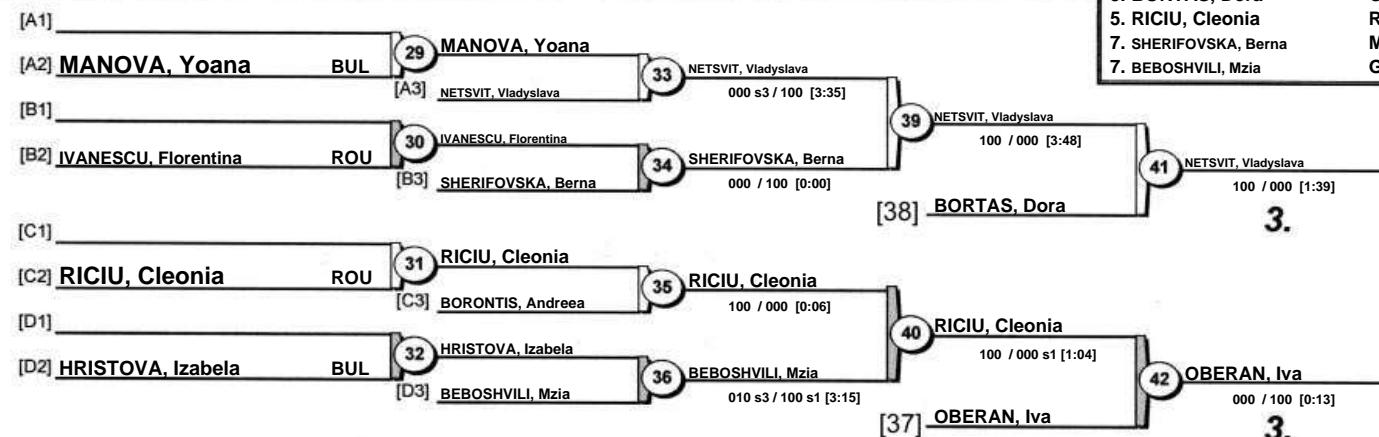 BORTAS, Dora
5. RICIU, Cleonia R
7. SHERIFOVSKA, Berna M
7. BEBOSHVILI, Mzia G
[A1]
[A2] MANOVA, Yoana BUL
29
MANOVA, Yoana
[A3] NETSVIT, Vladyslava
33
NETSVIT, Vladyslava
000 s3 / 100 [3:35]
[B1]
[B2] IVANESCU, Florentina ROU
30
IVANESCU, Florentina
[B3] SHERIFOVSKA, Berna
34
SHERIFOVSKA, Berna
000 / 100 [0:00]
39
NETSVIT, Vladyslava
100 / 000 [3:48]
[38] BORTAS, Dora
41
NETSVIT, Vladyslava
100 / 000 [1:39]
3.
[C1]
[C2] RICIU, Cleonia ROU
31
RICIU, Cleonia
[C3] BORONTIS, Andreea
35
RICIU, Cleonia
100 / 000 [0:06]
[D1]
[D2] HRISTOVA, Izabela BUL
32
HRISTOVA, Izabela
[D3] BEBOSHVILI, Mzia
36
BEBOSHVILI, Mzia
010 s3 / 100 s1 [3:15]
40
RICIU, Cleonia
100 / 000 s1 [1:04]
[37] OBERAN, Iva
42
OBERAN, Iva
000 / 100 [0:13]
3.